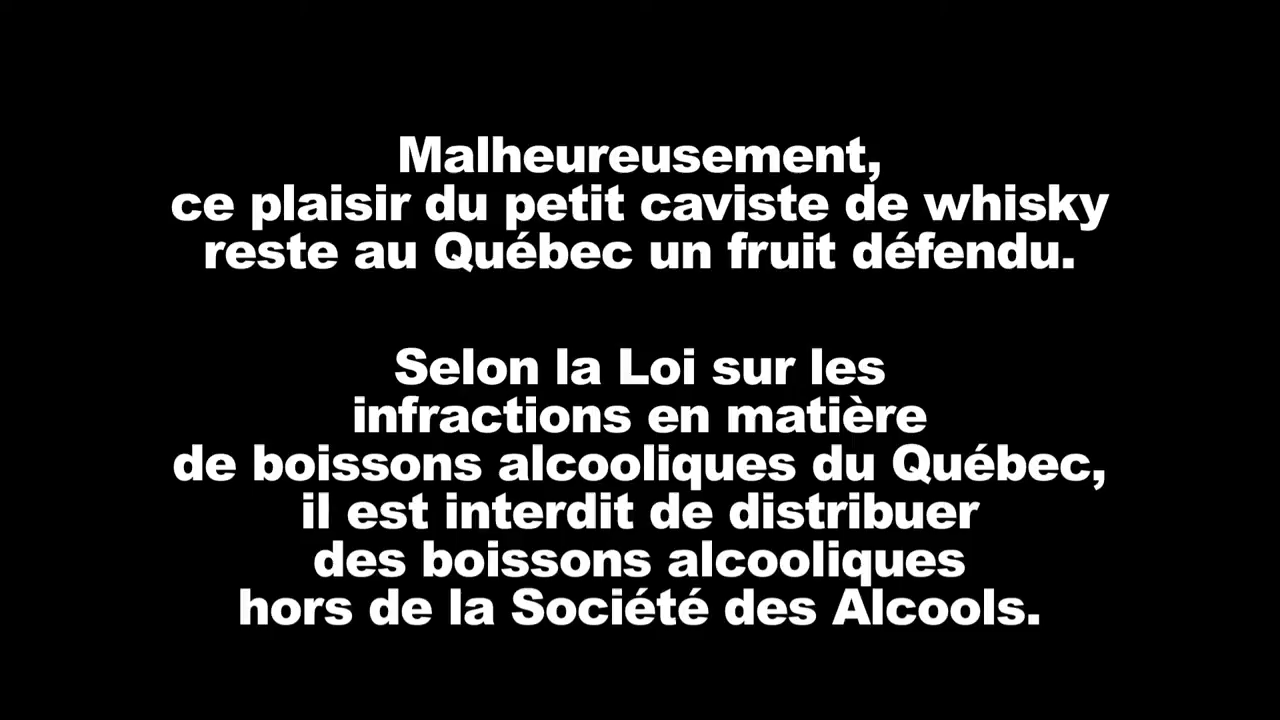 Malheureusement,
ce plaisir du petit caviste de whisky
reste au Québec un fruit défendu.
Selon la Loi sur les
infractions en matière
de boissons alcooliques du Québec,
il est interdit de distribuer
des boissons alcooliques
hors de la Société des Alcools.